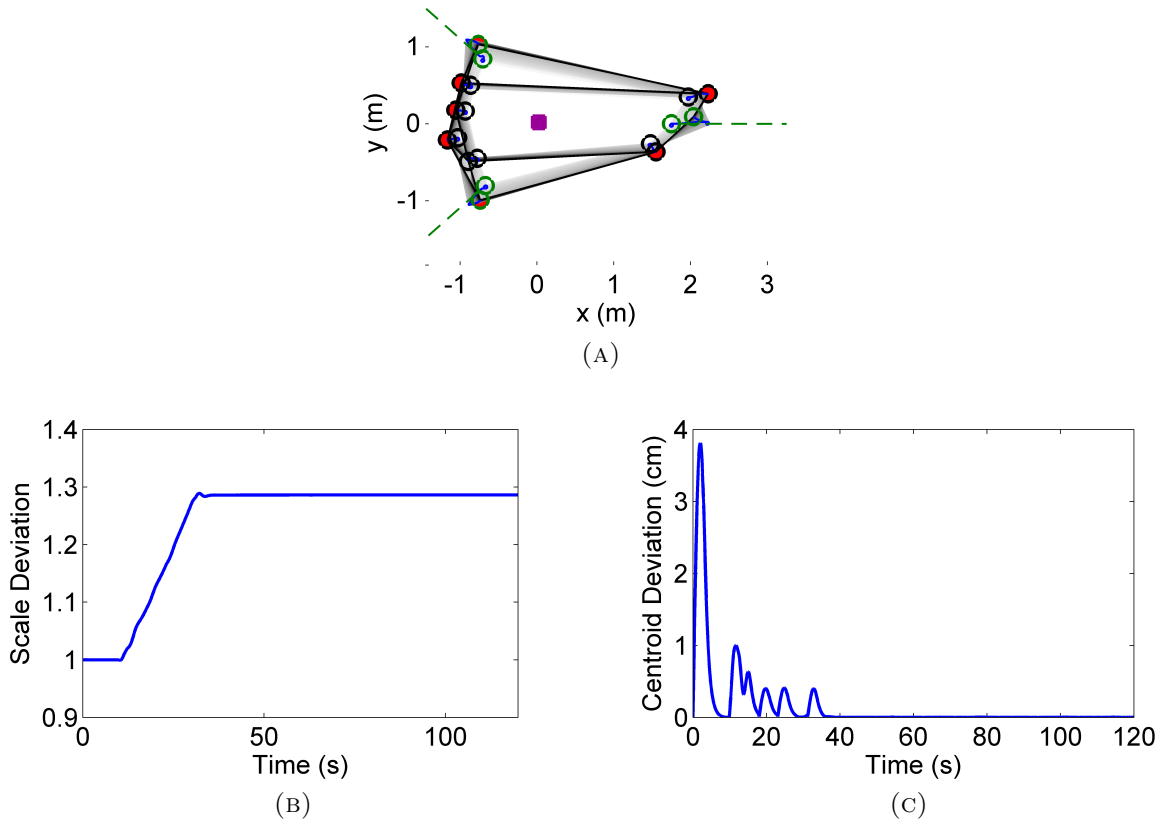 1
0
-1
y (m)
-1 0 1 2 3
x (m)
(A)
1.4
1.3
1.2
1.1
1
0.9
Scale Deviation
0 50 100
Time (s)
(B)
4
3
2
1
0
Centroid Deviation (cm)
0 20 40 60 80 100 120
Time (s)
(C)